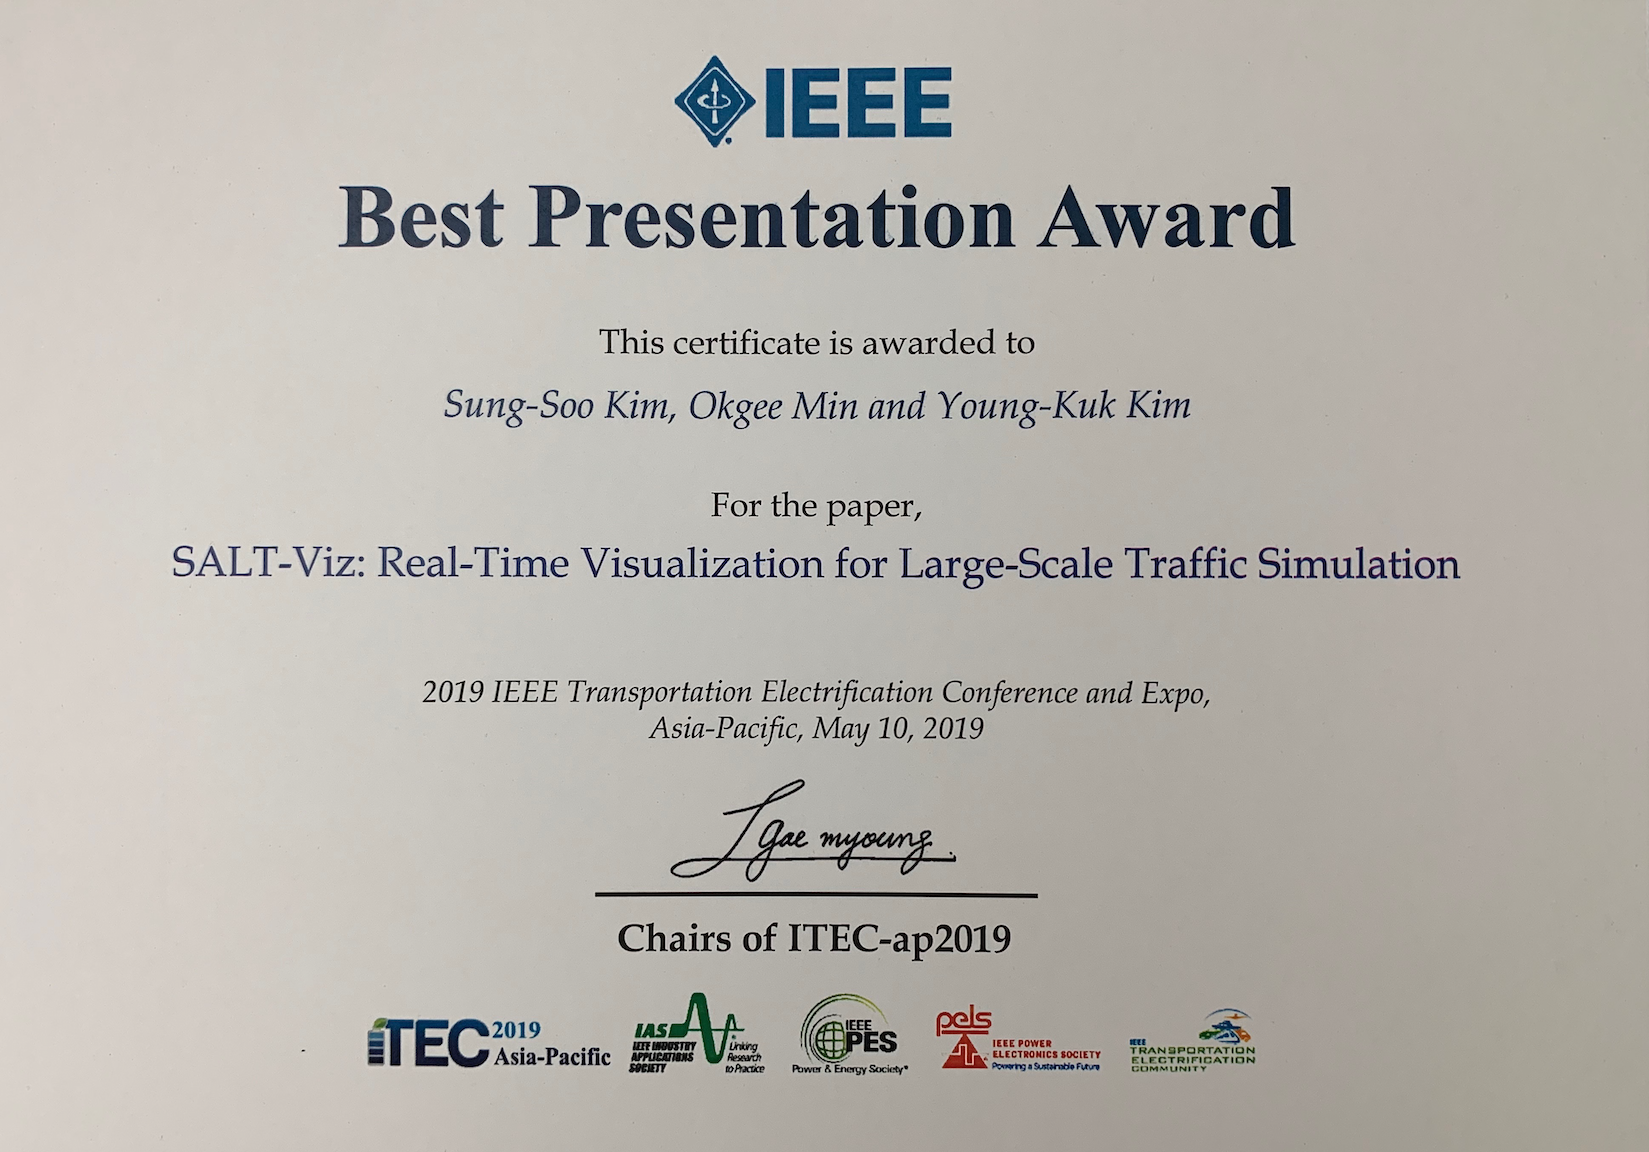 IEEE
Best Presentation Award
This certificate is awarded to
Sung-Soo Kim, Okgee Min and Young-Kuk Kim
For the paper,
SALT-Viz: Real-Time Visualization for Large-Scale Traffic Simulation
2019 IEEE Transportation Electrification Conference and Expo,
Asia-Pacific, May 10, 2019
gae myoung
Chairs of ITEC-ap2019
iTEC 2019
Asia-Pacific
IAS
IEEE INDUSTRY
APPLICATIONS
SOCIETY
Linking
Research
to Practice
IEEE
PES
Power & Energy Society®
pels
IEEE POWER
ELECTRONICS SOCIETY
Powering a Sustainable Future
IEEE
TRANSPORTATION
ELECTRIFICATION
COMMUNITY